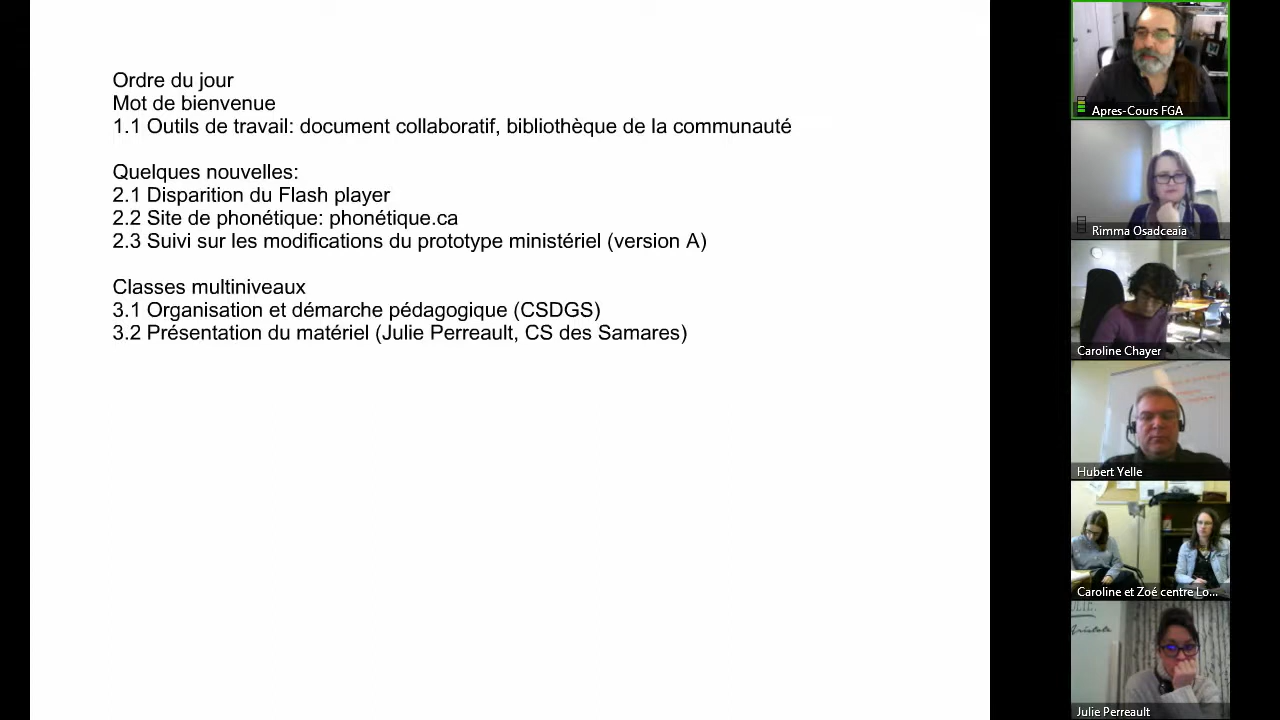 Ordre du jour
Mot de bienvenue
1.1 Outils de travail: document collaboratif, bibliothèque de la communauté
Quelques nouvelles:
2.1 Disparition du Flash player
2.2 Site de phonétique: phonétique.ca
2.3 Suivi sur les modifications du prototype ministériel (version A)
Classes multiniveaux
3.1 Organisation et démarche pédagogique (CSDGS)
3.2 Présentation du matériel (Julie Perreault, CS des Samares)
Apres-Cours FGA
Rimma Osadceaia
Caroline Chayer
Hubert Yelle
Caroline et Zoé centre Lo...
Aristote
Julie Perreault